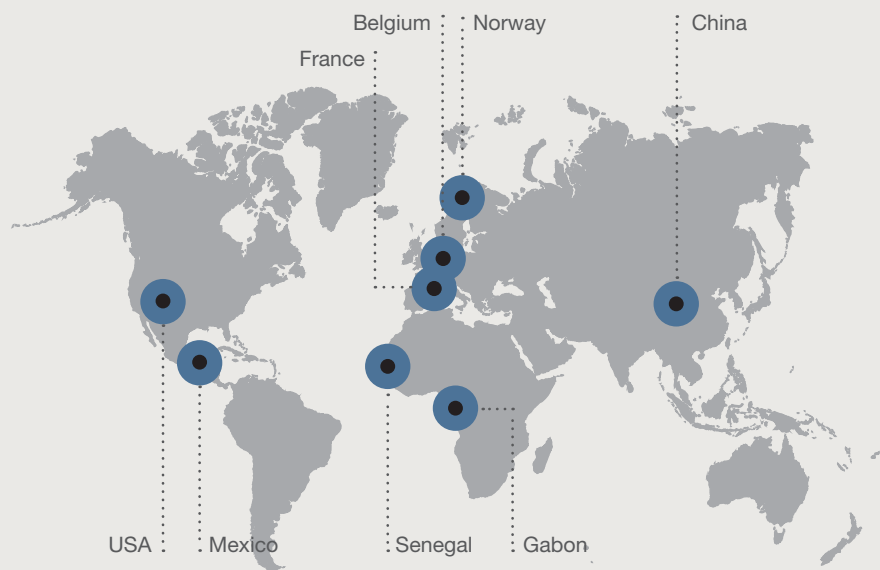 Belgium
Norway
China
France
USA
Mexico
Senegal
Gabon